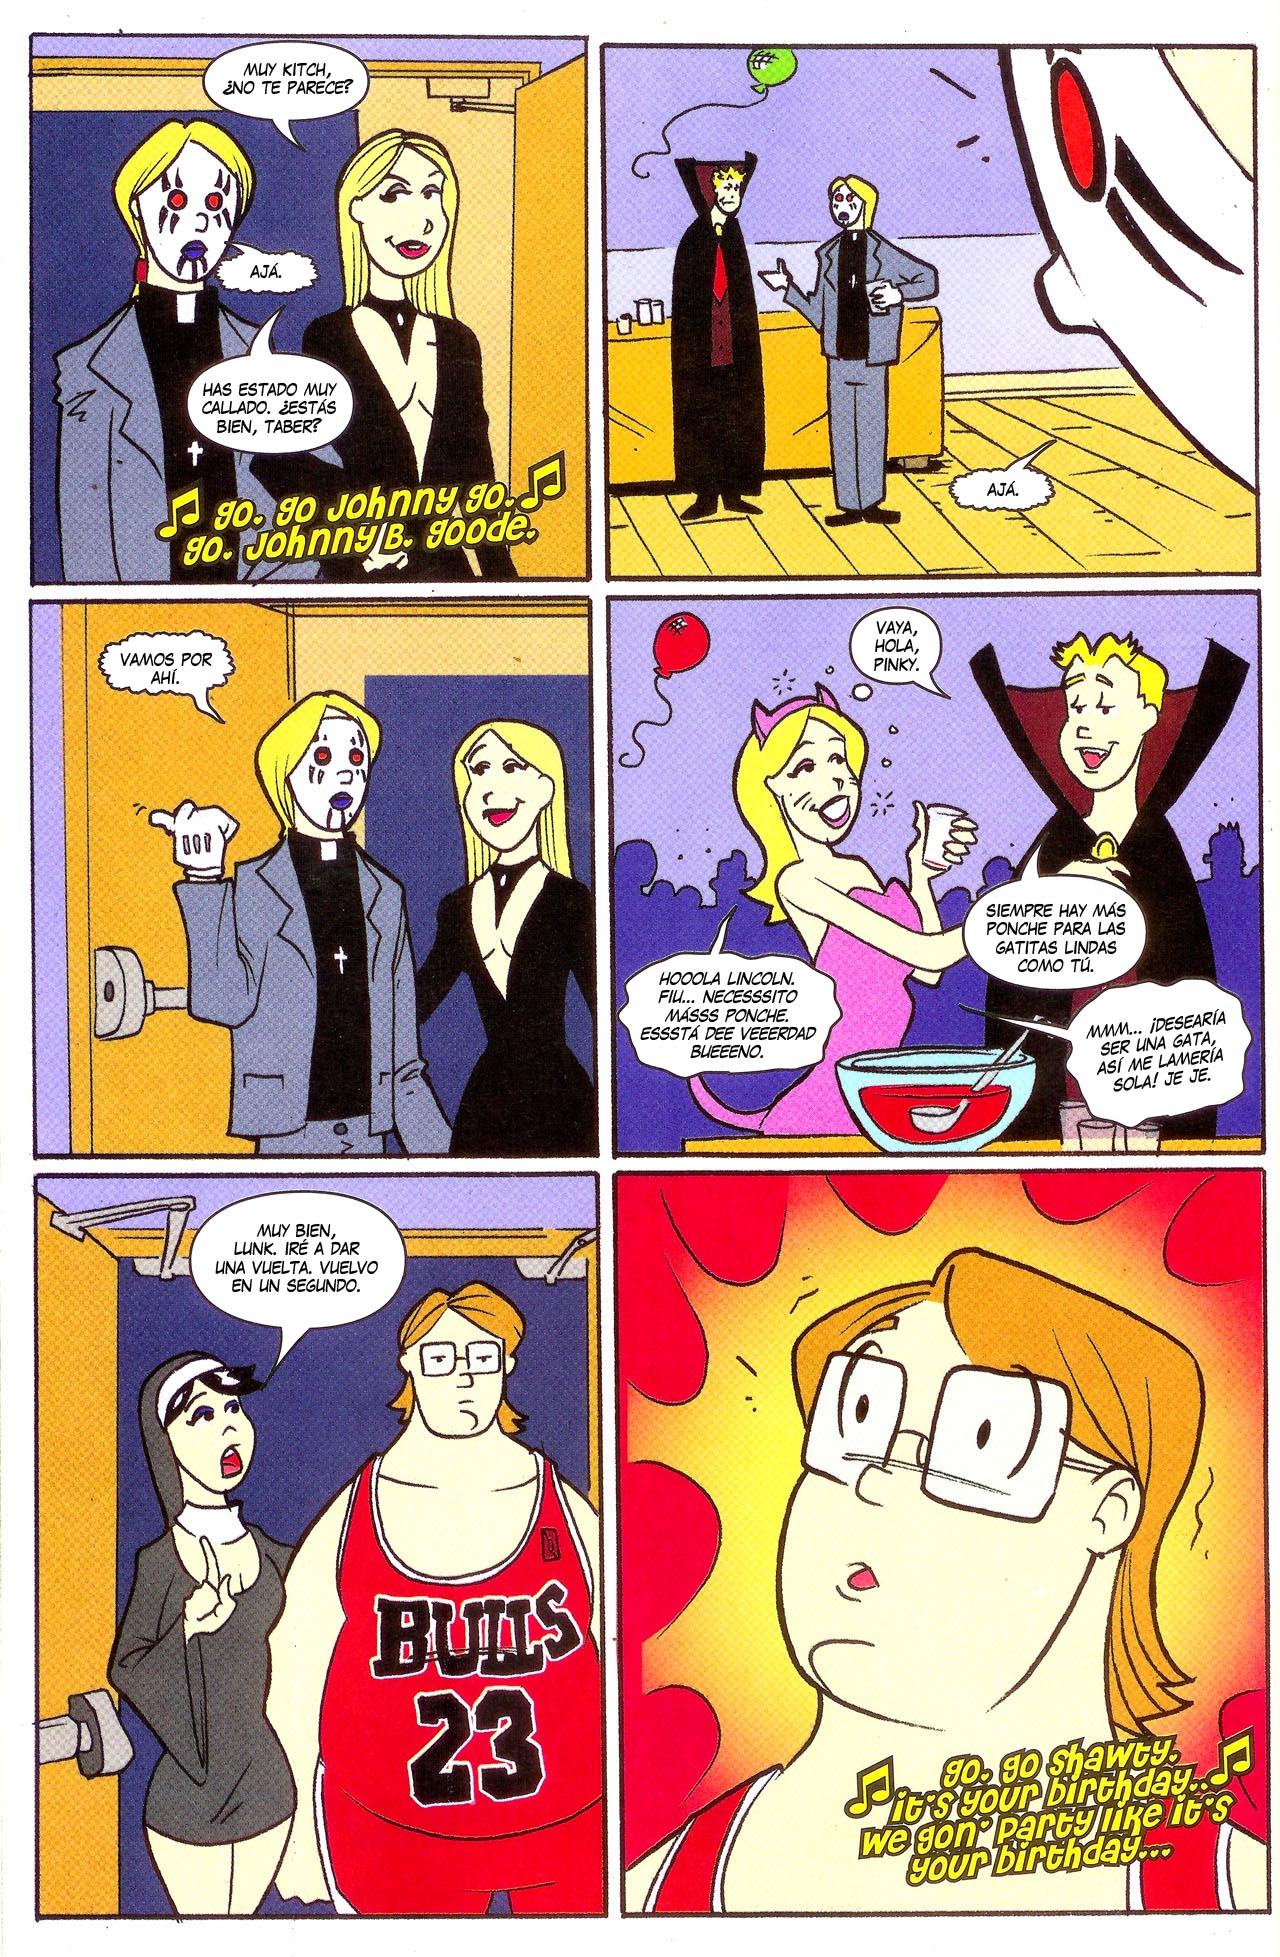 MUY KITCH,
¿NO TE PARECE?
AJÁ.
HAS ESTADO MUY
CALLADO. ¿ESTÁS
BIEN, TABER?
♫ go. go Johnny go. ♫
go. Johnny B. goode.
AJÁ.
VAMOS POR
AHÍ.
VAYA,
HOLA,
PINKY.
HOOOLA LINCOLN.
FIU... NECESSSITO
MÁSSS PONCHE.
ESSSTÁ DEE VEEERDAD
BUEEENO.
SIEMPRE HAY MÁS
PONCHE PARA LAS
GATITAS LINDAS
COMO TÚ.
MMM... ¡DESEARÍA
SER UNA GATA,
ASÍ ME LAMERÍA
SOLA! JE JE.
MUY BIEN,
LUNK. IRÉ A DAR
UNA VUELTA. VUELVO
EN UN SEGUNDO.
BULLS
23
♫ go. go shawty. ♫
it's your birthday..
we gon' party like it's
your birthday...